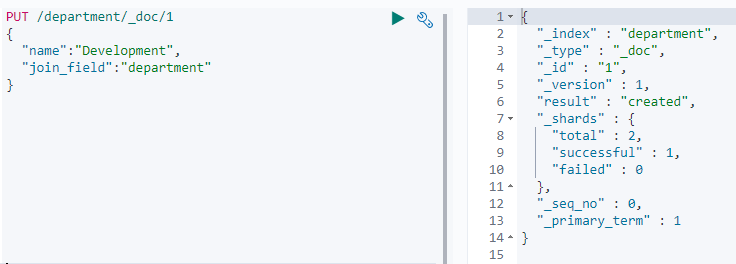 PUT /department/_doc/1
{
  "name":"Development",
  "join_field":"department"
}
1 {
2   "_index" : "department",
3   "_type" : "_doc",
4   "_id" : "1",
5   "_version" : 1,
6   "result" : "created",
7   "_shards" : {
8     "total" : 2,
9     "successful" : 1,
10     "failed" : 0
11   },
12   "_seq_no" : 0,
13   "_primary_term" : 1
14 }
15